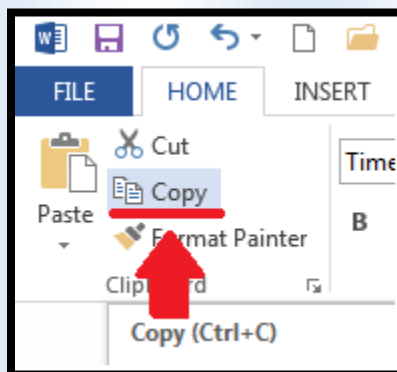 FILE HOME INSERT
Cut
Copy
Paste
Format Painter
Time
B
Copy (Ctrl+C)